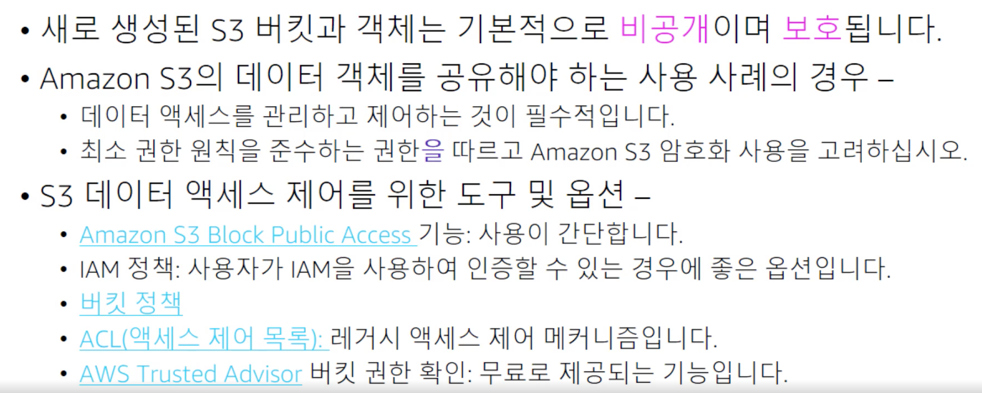 • 새로 생성된 S3 버킷과 객체는 기본적으로 비공개이며 보호됩니다.
• Amazon S3의 데이터 객체를 공유해야 하는 사용 사례의 경우 –
• 데이터 액세스를 관리하고 제어하는 것이 필수적입니다.
• 최소 권한 원칙을 준수하는 권한을 따르고 Amazon S3 암호화 사용을 고려하십시오.
• S3 데이터 액세스 제어를 위한 도구 및 옵션 –
• Amazon S3 Block Public Access 기능: 사용이 간단합니다.
• IAM 정책: 사용자가 IAM을 사용하여 인증할 수 있는 경우에 좋은 옵션입니다.
• 버킷 정책
• ACL(액세스 제어 목록): 레거시 액세스 제어 메커니즘입니다.
• AWS Trusted Advisor 버킷 권한 확인: 무료로 제공되는 기능입니다.